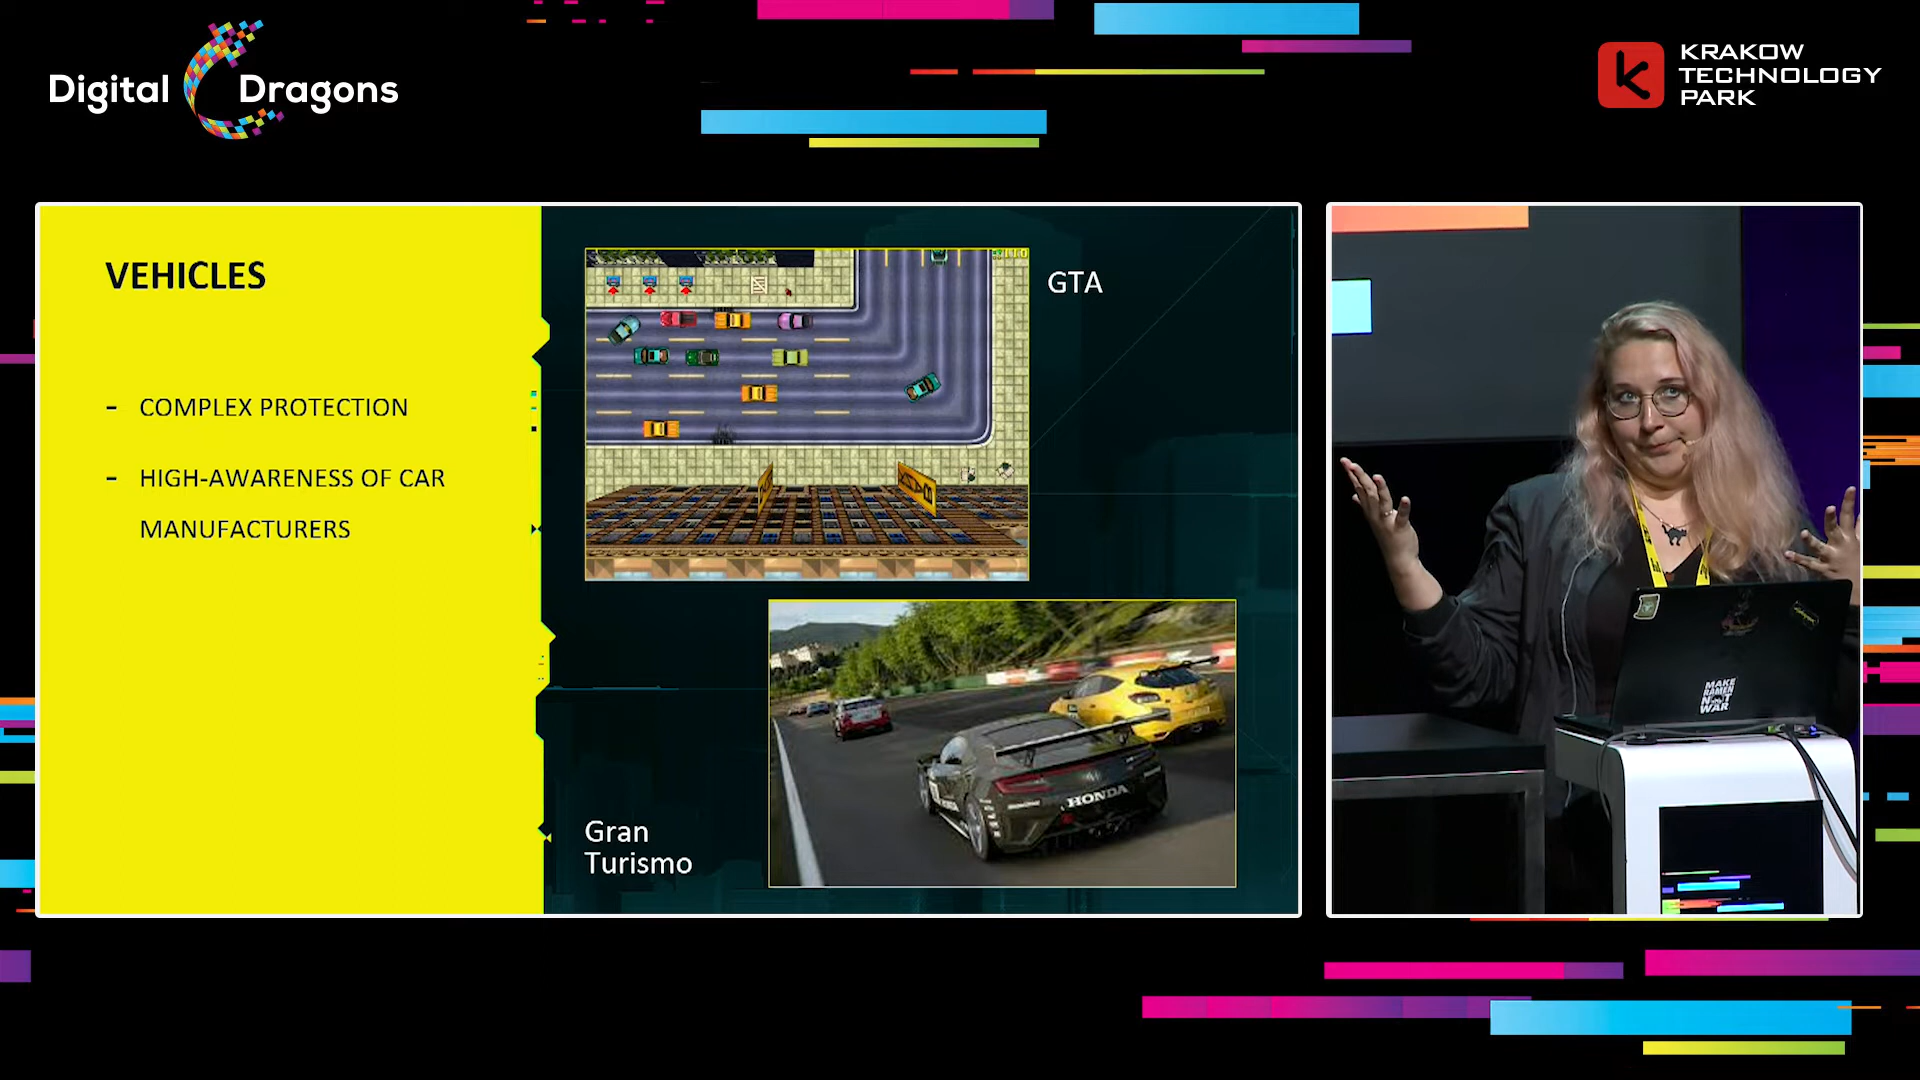 Digital Dragons
KRAKOW
TECHNOLOGY
PARK
VEHICLES
- COMPLEX PROTECTION
- HIGH-AWARENESS OF CAR
MANUFACTURERS
GTA
Gran
Turismo
HONDA
MAKE
RAMEN
NOT
WAR